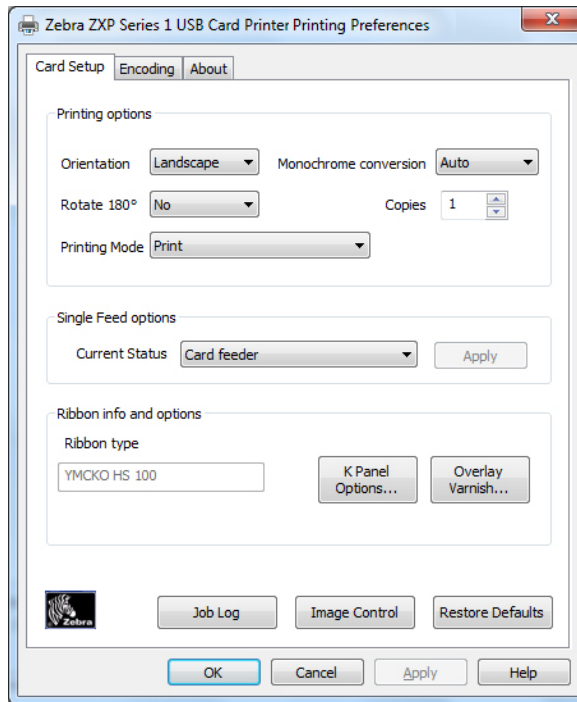 Zebra ZXP Series 1 USB Card Printer Printing Preferences
Card Setup Encoding About
Printing options
Orientation Landscape Monochrome conversion Auto
Rotate 180° No Copies 1
Printing Mode Print
Single Feed options
Current Status Card feeder Apply
Ribbon info and options
Ribbon type
YMCKO HS 100
K Panel
Options...
Overlay
Varnish...
Zebra
Job Log Image Control Restore Defaults
OK Cancel Apply Help